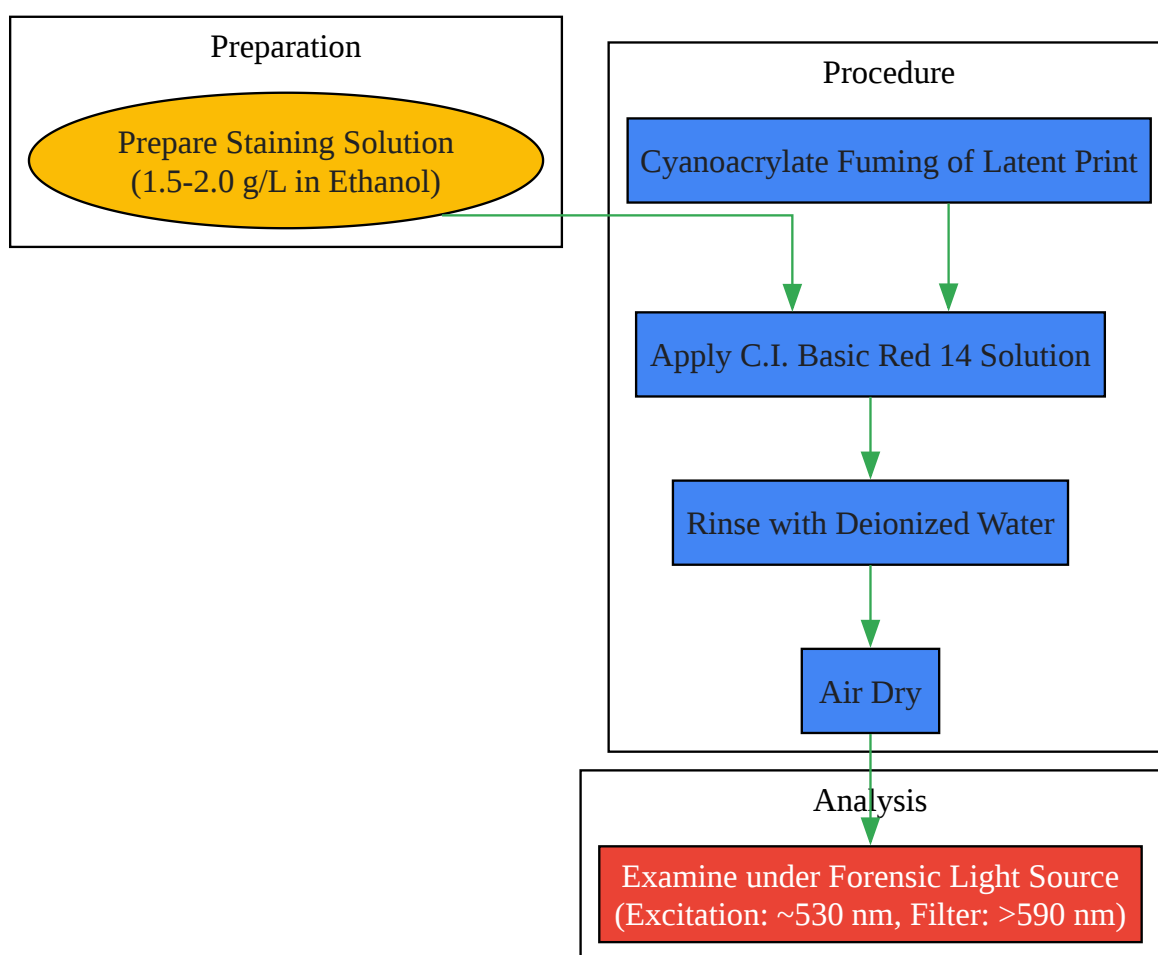 Preparation
Prepare Staining Solution
(1.5-2.0 g/L in Ethanol)
Procedure
Cyanoacrylate Fuming of Latent Print
Apply C.I. Basic Red 14 Solution
Rinse with Deionized Water
Air Dry
Analysis
Examine under Forensic Light Source
(Excitation: ~530 nm, Filter: >590 nm)